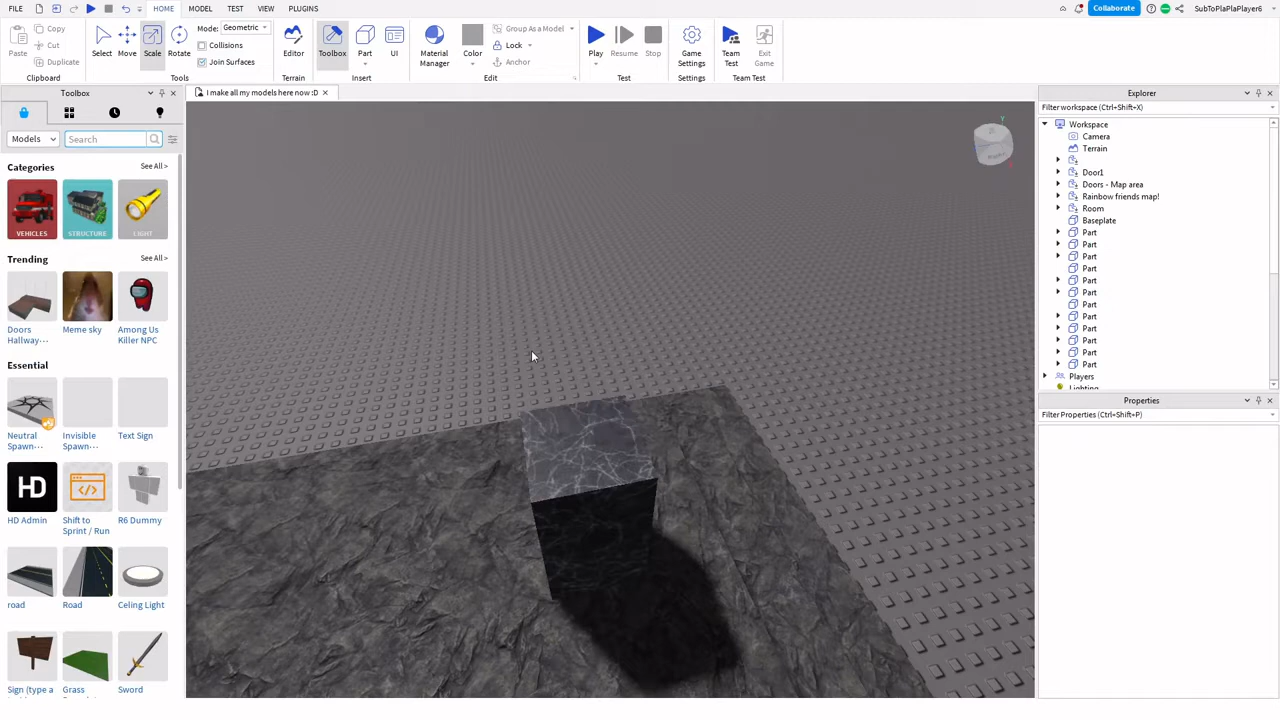 FILE HOME MODEL TEST VIEW PLUGINS Collaborate SubToPlaPlaPlayer6
Paste Copy Cut Duplicate Select Move Scale Rotate Mode: Geometric Collisions Join Surfaces Editor Toolbox Part UI Material Manager Color Group As a Model Lock Anchor Play Resume Stop Game Settings Team Test Exit Game
Clipboard Tools Terrain Insert Edit Test Settings Team Test
Toolbox
I make all my models here now :D
Models Search
Categories See All >
VEHICLES STRUCTURE LIGHT
Trending See All >
Doors Hallway··· Meme sky Among Us Killer NPC
Essential
Neutral Spawn··· Invisible Spawn··· Text Sign
HD
HD Admin Shift to Sprint / Run R6 Dummy
road Road Celing Light
Sign (type a Grass Sword
Explorer
Filter workspace (Ctrl+Shift+X)
Workspace
Camera
Terrain
Door1
Doors - Map area
Rainbow friends map!
Room
Baseplate
Part
Part
Part
Part
Part
Part
Part
Part
Part
Part
Part
Part
Players
Lighting
Properties
Filter Properties (Ctrl+Shift+P)